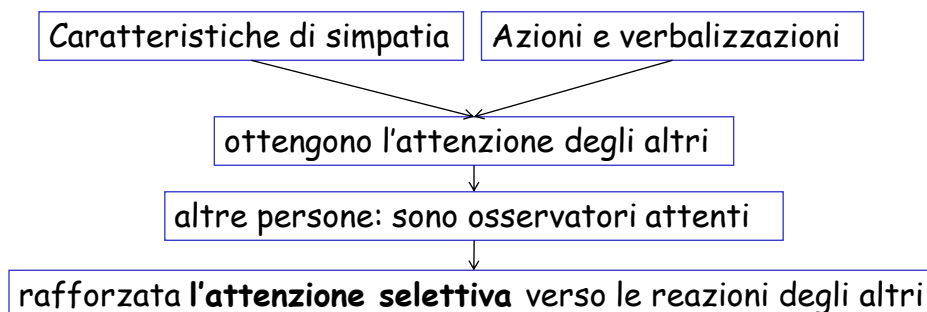 Caratteristiche di simpatia
Azioni e verbalizzazioni
ottengono l'attenzione degli altri
altre persone: sono osservatori attenti
rafforzata l'attenzione selettiva verso le reazioni degli altri